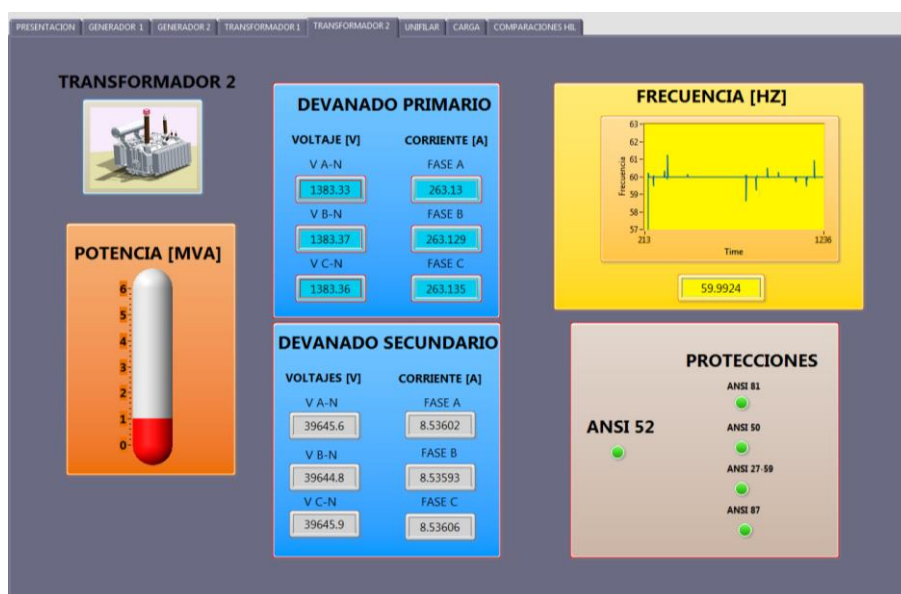 PRESENTACION GENERADOR 1 GENERADOR 2 TRANSFORMADOR 1 TRANSFORMADOR 2 UNIFILAR CARGA COMPARACIONES HIL
TRANSFORMADOR 2
POTENCIA [MVA]
6
5
4
3
2
1
0
DEVANADO PRIMARIO
VOLTAJE [V] CORRIENTE [A]
V A-N FASE A
1383.33 263.13
V B-N FASE B
1383.37 263.129
V C-N FASE C
1383.36 263.135
DEVANADO SECUNDARIO
VOLTAJES [V] CORRIENTE [A]
V A-N FASE A
39645.6 8.53602
V B-N FASE B
39644.8 8.53593
V C-N FASE C
39645.9 8.53606
FRECUENCIA [HZ]
63
62
61
60
59
58
57
Frecuencia
213 1236
Time
59.9924
PROTECCIONES
ANSI 81
ANSI 52
ANSI 50
ANSI 27-59
ANSI 87